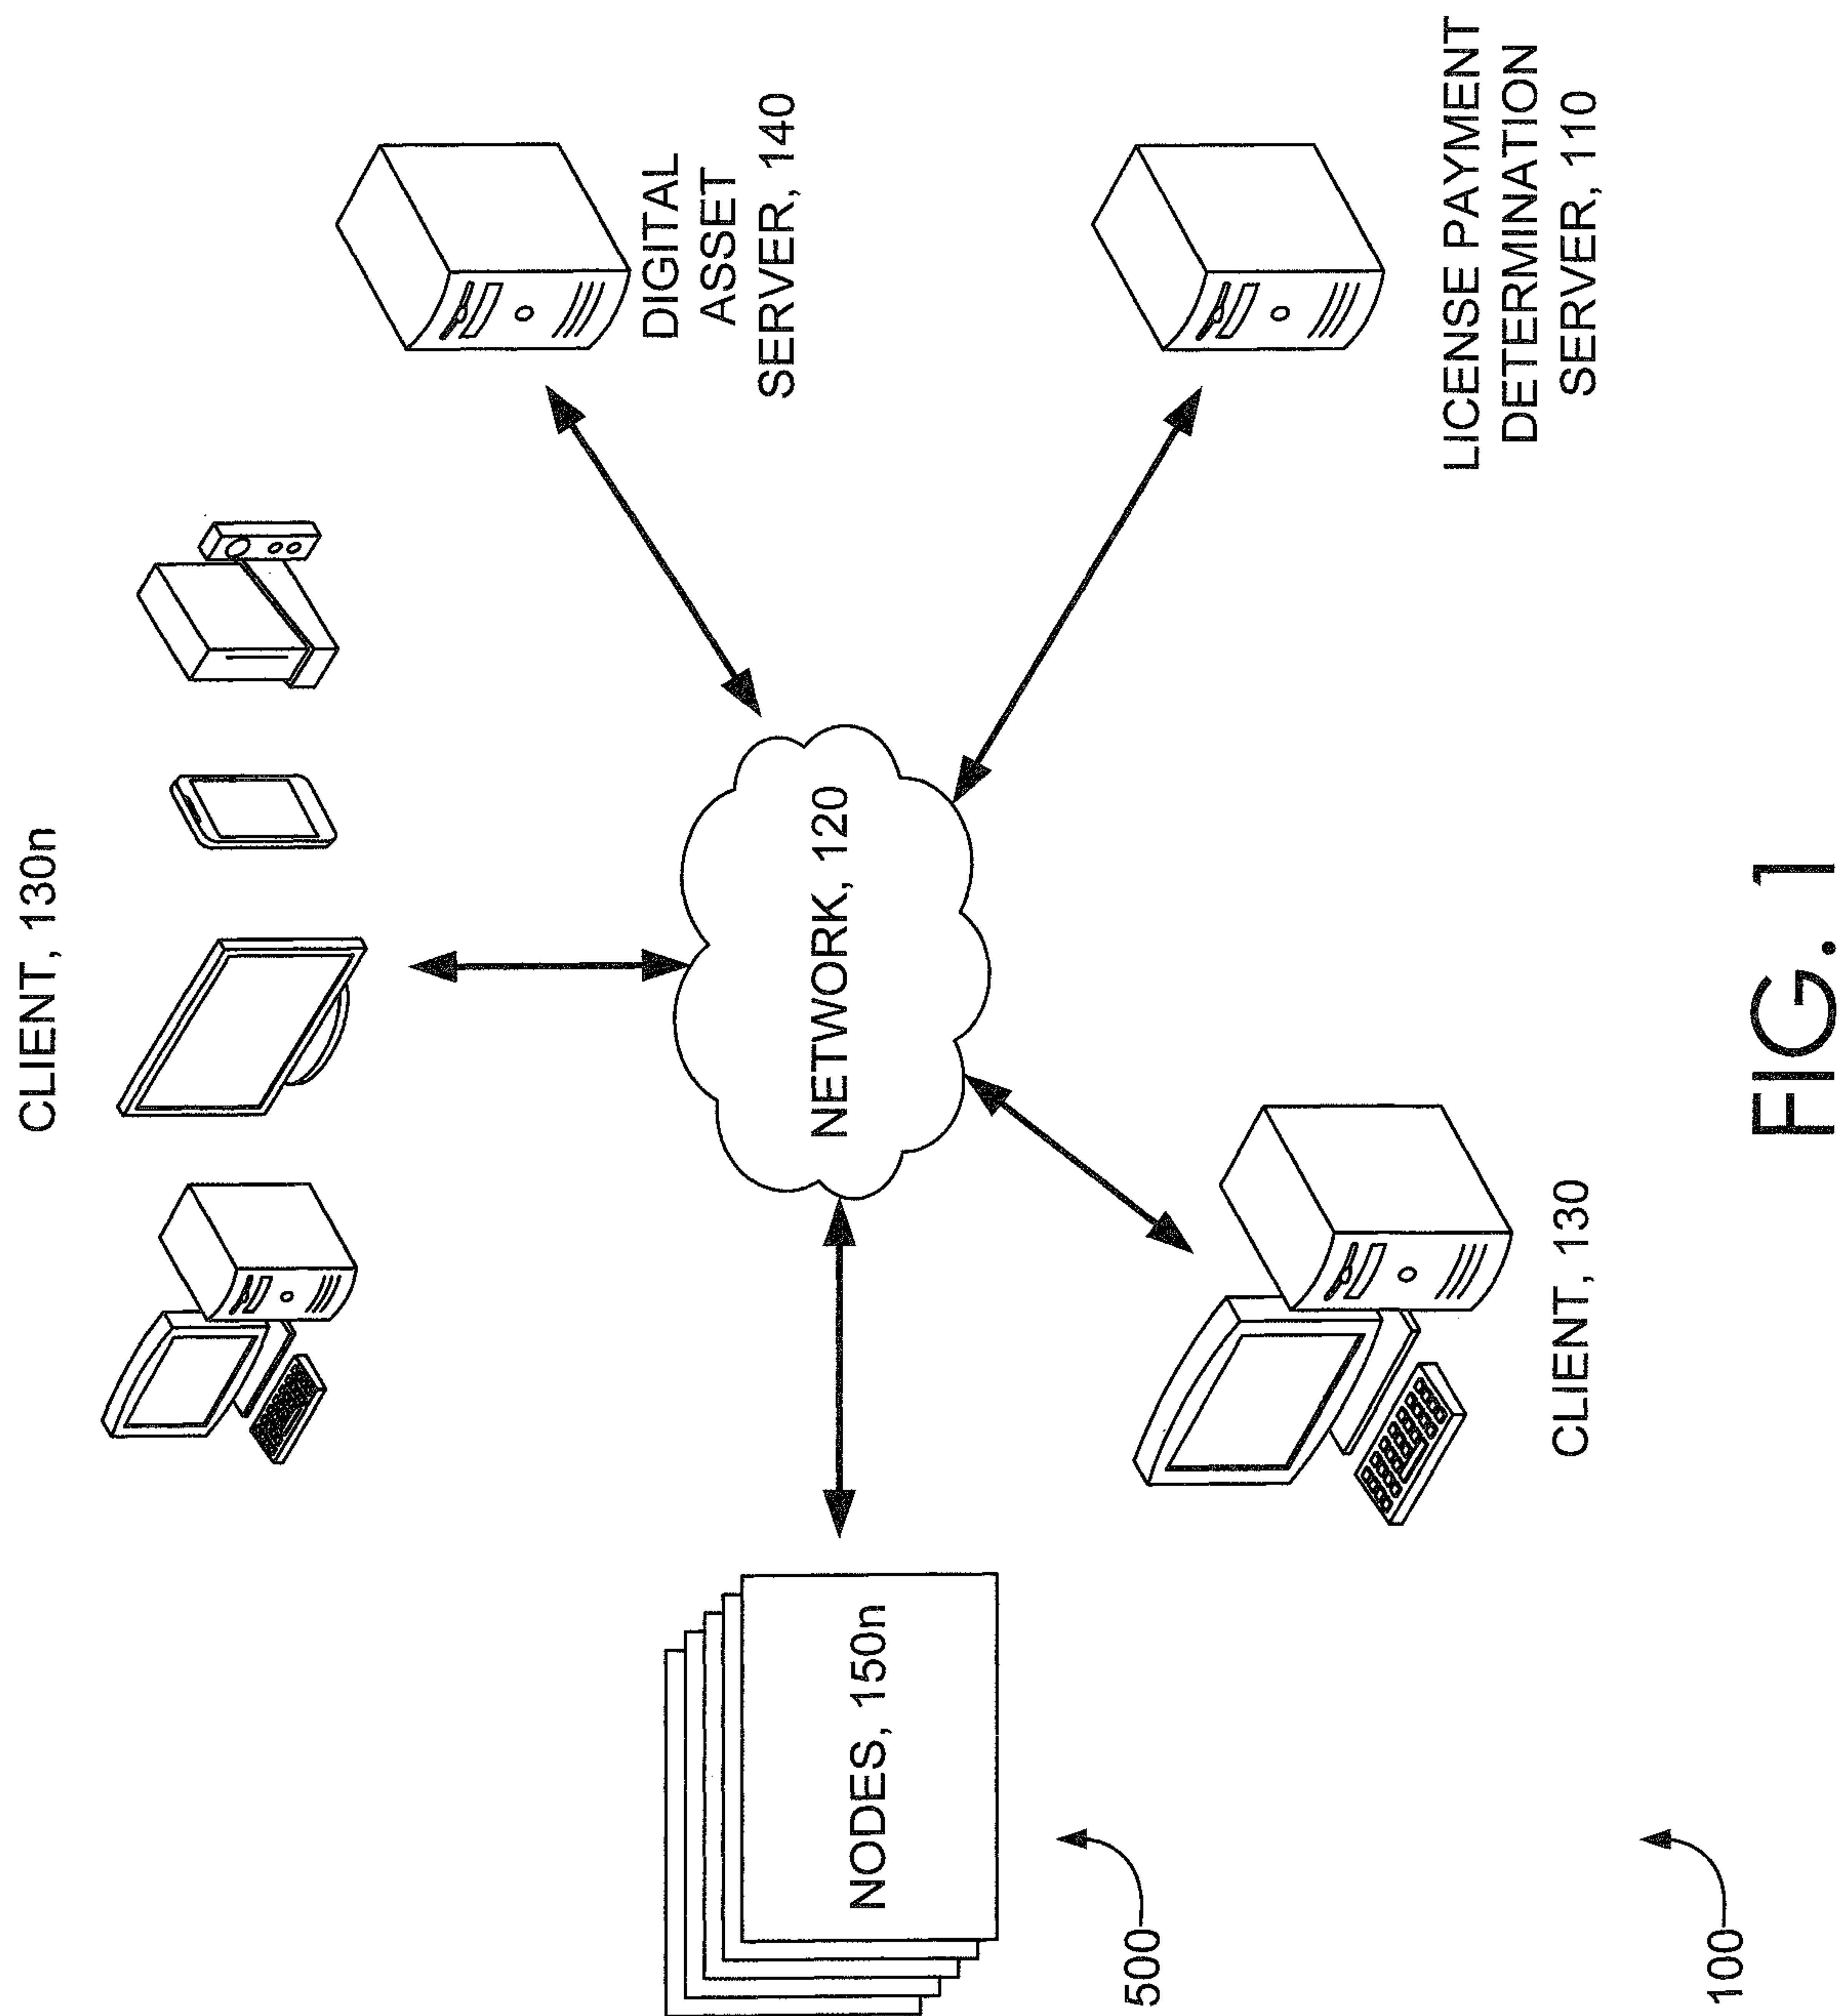 CLIENT, 130n
DIGITAL
ASSET
SERVER, 140
NETWORK, 120
NODES, 150n
500
LICENSE PAYMENT
DETERMINATION
SERVER, 110
CLIENT, 130
100
FIG. 1